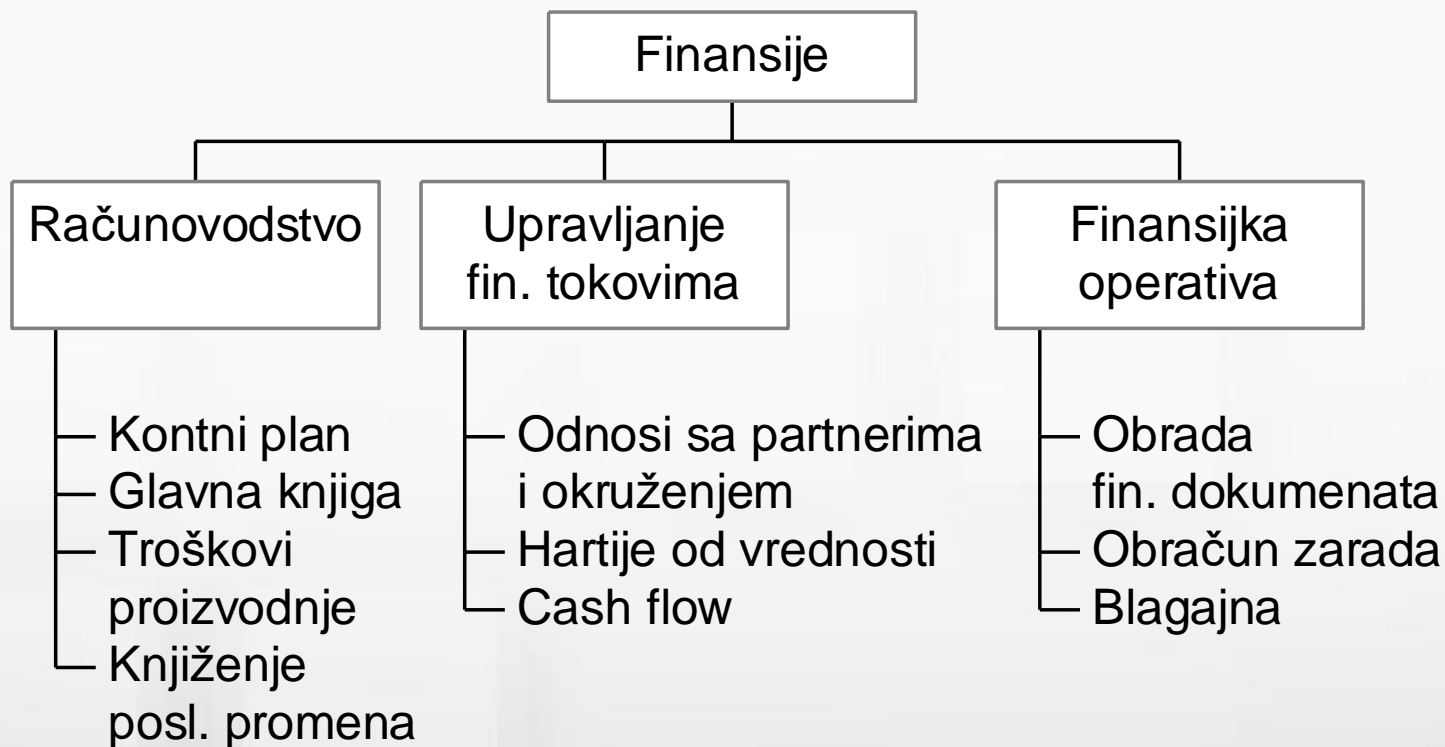 Finansije
Računovodstvo
Upravljanje
fin. tokovima
Finansijka
operativa
Kontni plan
Glavna knjiga
Troškovi
proizvodnje
Knjiženje
posl. promena
Odnosi sa partnerima
i okruženjem
Hartije od vrednosti
Cash flow
Obrada
fin. dokumenata
Obračun zarada
Blagajna